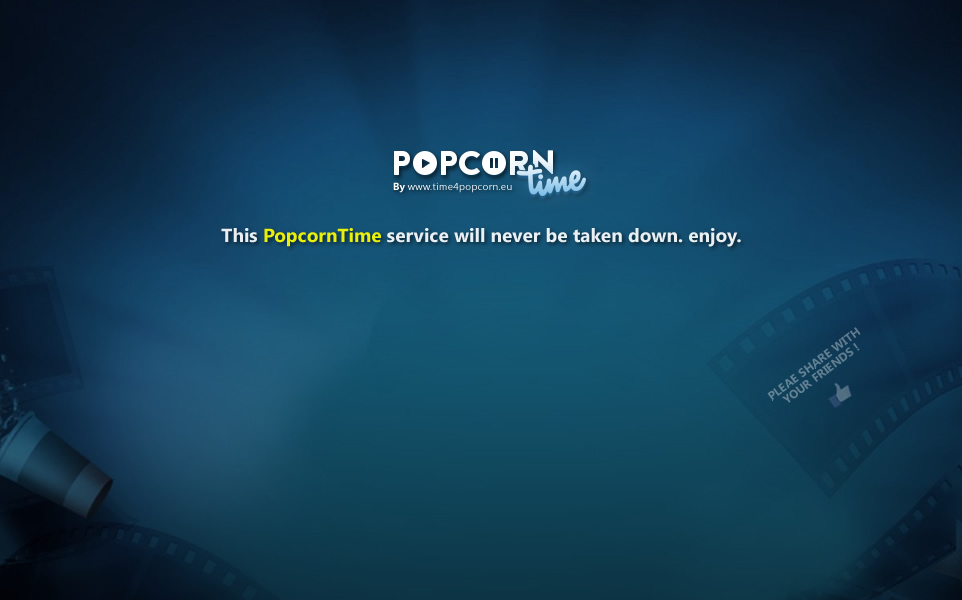 POPCORN
time
By www.time4popcorn.eu
This PopcornTime service will never be taken down. enjoy.
PLEAE SHARE WITH
YOUR FRIENDS !